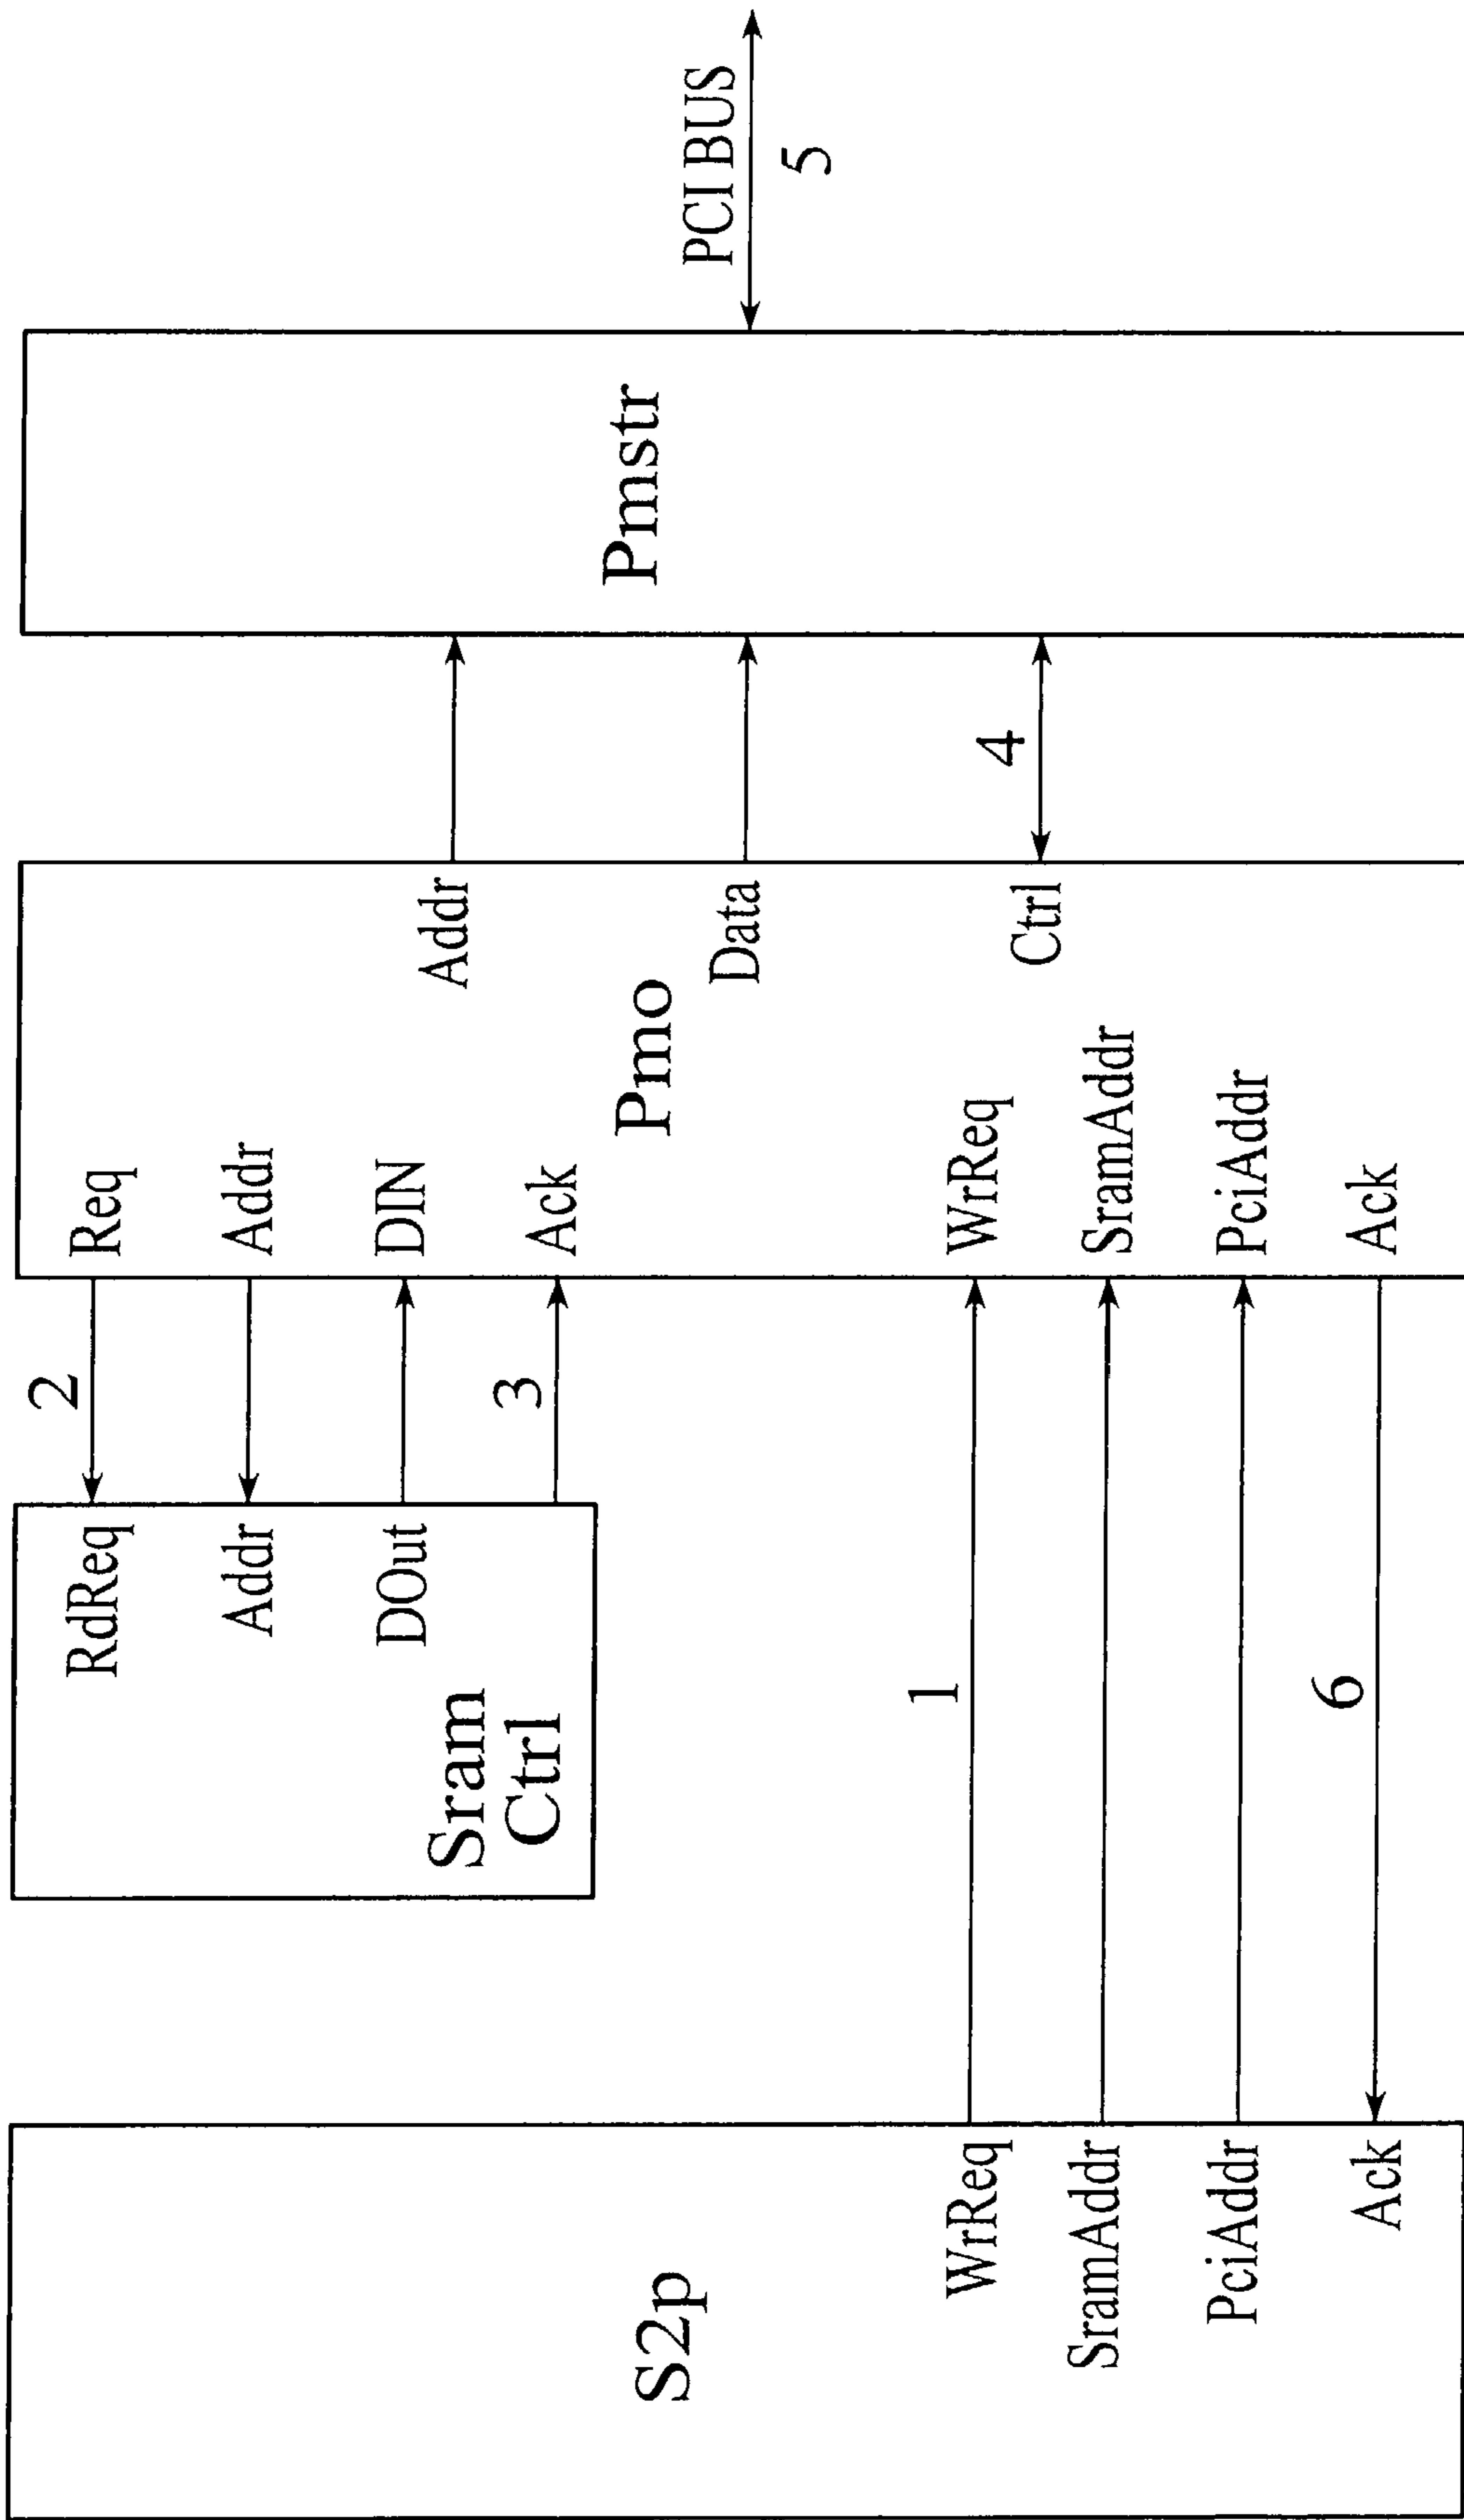 S2p
WrReq
SramAddr
PciAddr
Ack
Sram
Ctrl
RdReq
Addr
DOut
2
3
1
6
Pmo
Req
Addr
DIN
Ack
WrReq
SramAddr
PciAddr
Ack
Addr
Data
Ctrl
4
Pmstr
PCI BUS
5